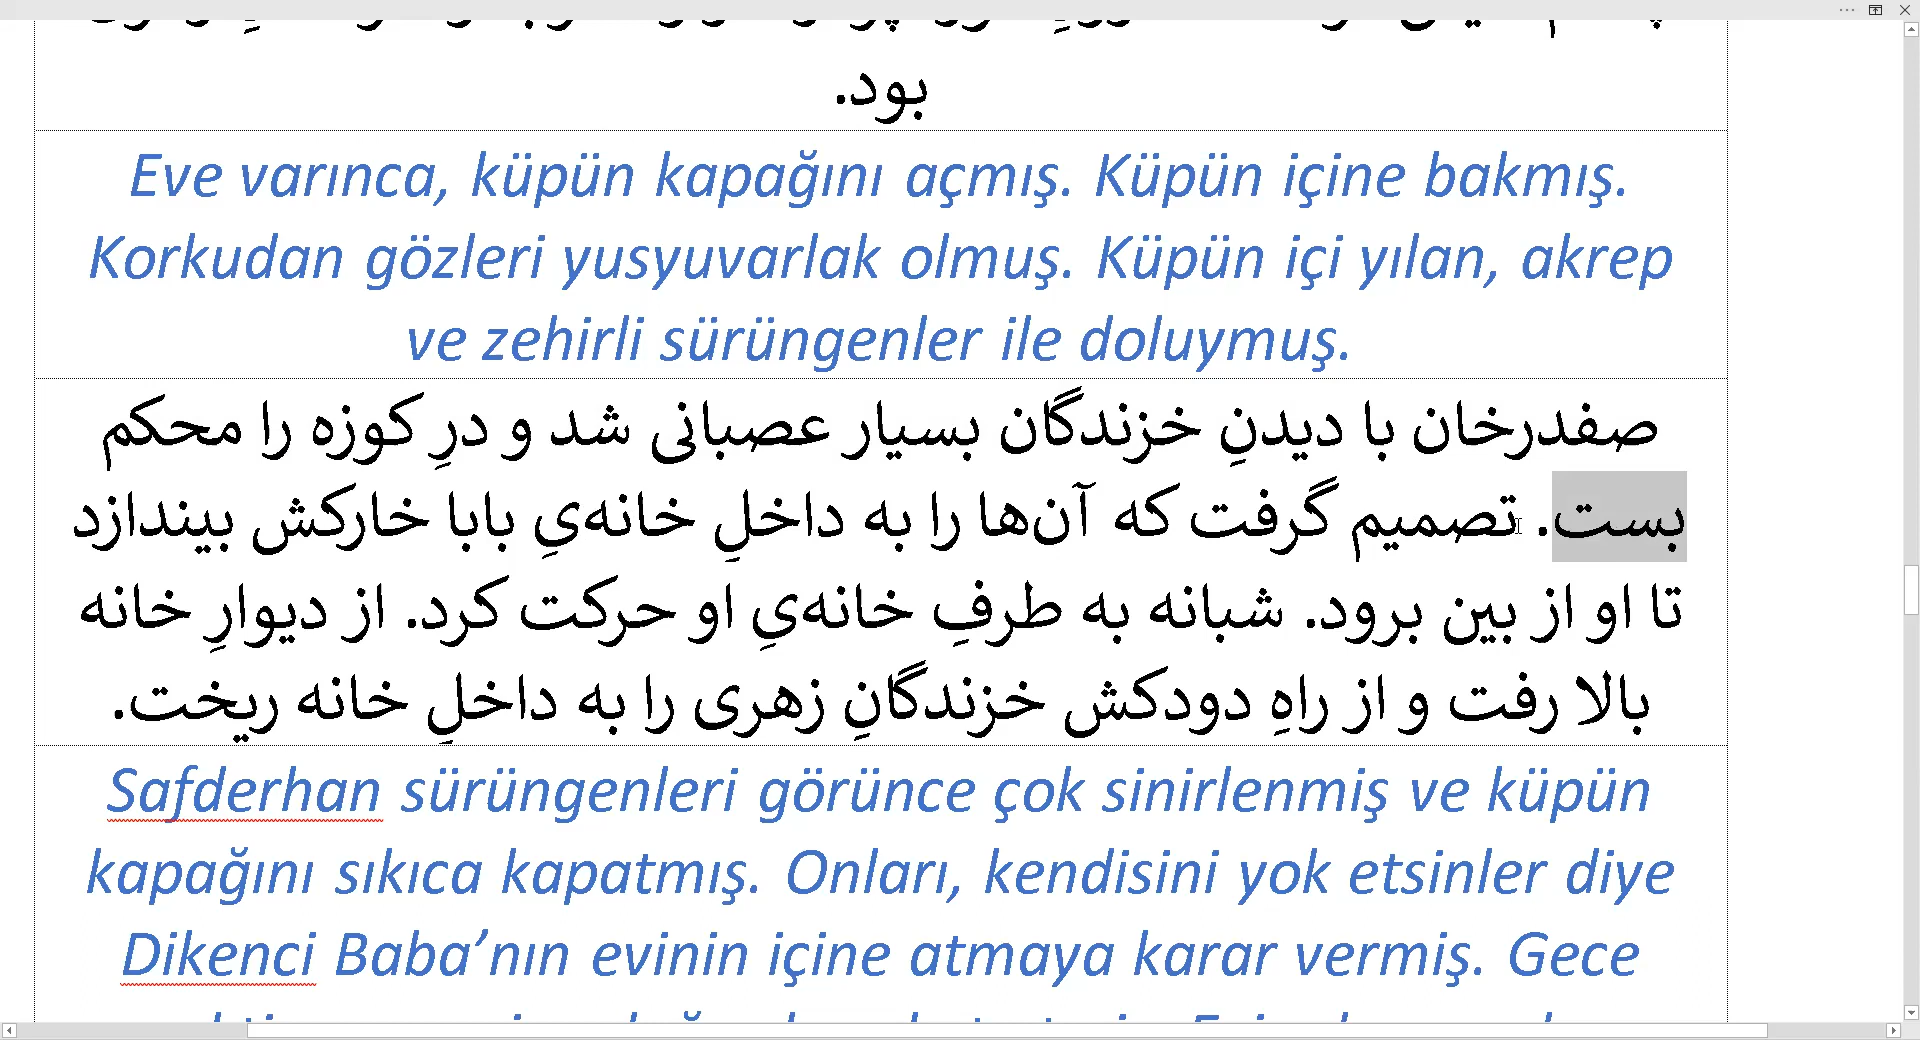 بود.
Eve varınca, küpün kapağını açmış. Küpün içine bakmış.
Korkudan gözleri yusyuvarlak olmuş. Küpün içi yılan, akrep
ve zehirli sürüngenler ile doluymuş.
صفدرخان با دیدنِ خزندگان بسیار عصبانی شد و درِ کوزه را محکم
بست. تصمیم گرفت که آن‌ها را به داخلِ خانه‌یِ بابا خارکش بیندازد
تا او از بین برود. شبانه به طرفِ خانه‌یِ او حرکت کرد. از دیوارِ خانه
بالا رفت و از راهِ دودکش خزندگانِ زهری را به داخلِ خانه ریخت.
Safderhan sürüngenleri görünce çok sinirlenmiş ve küpün
kapağını sıkıca kapatmış. Onları, kendisini yok etsinler diye
Dikenci Baba’nın evinin içine atmaya karar vermiş. Gece